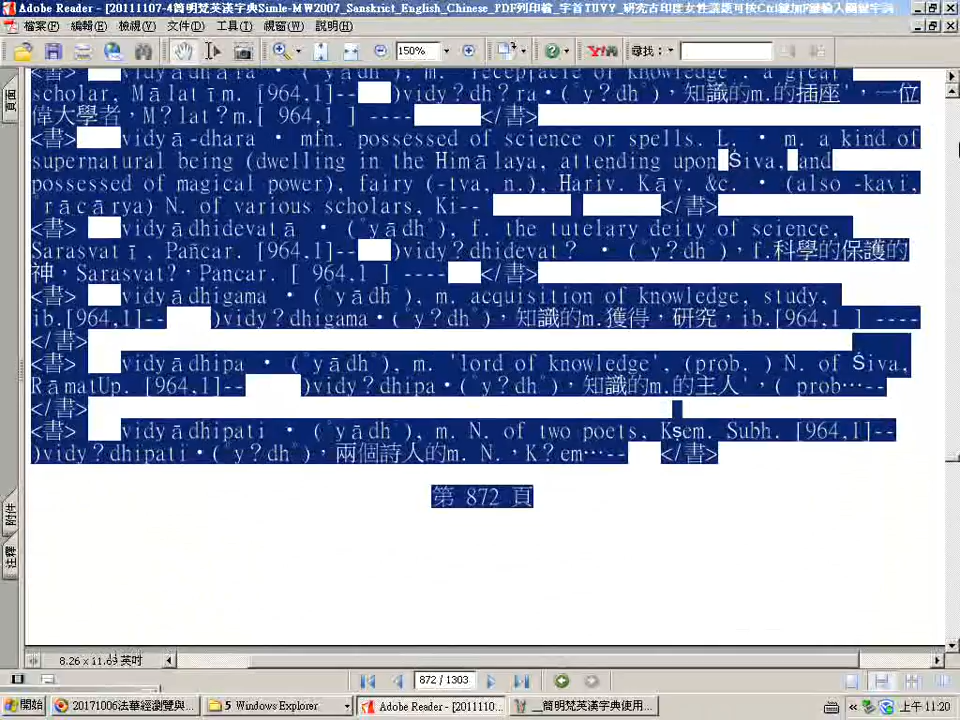 Adobe Reader - [20111107-4簡明梵英漢字典Simle-MW2007_Sanskrict_English_Chinese_PDF列印檔_字首TUVY_研究古印度女性議題可按Ctrl鍵加F鍵輸入關鍵字詞
檔案(F) 編輯(E) 檢視(V) 文件(D) 工具(T) 視窗(W) 說明(H)
150% 尋找：
scholar, Mālatīm. [964,1]-- )vidy?dh?ra•(˚y?dh˚)，知識的m.的插座'，一位
偉大學者，M?lat?m.[ 964,1 ] ---- </書>
<書> vidyā-dhara • mfn. possessed of science or spells. L. • m. a kind of
supernatural being (dwelling in the Himālaya, attending upon Śiva, and
possessed of magical power), fairy (-tva, n.), Hariv. Kāv. &c. • (also -kavi,
˚rācārya) N. of various scholars, Ki-- </書>
<書> vidyādhidevatā • (˚yādh˚), f. the tutelary deity of science,
Sarasvatī, Pañcar. [964,1]-- )vidy?dhidevat? • (˚y?dh˚)，f.科學的保護的
神，Sarasvat?，Pancar. [ 964,1 ] ---- </書>
<書> vidyādhigama • (˚yādh˚), m. acquisition of knowledge, study,
ib.[964,1]-- )vidy?dhigama•(˚y?dh˚)，知識的m.獲得，研究，ib.[964,1 ] ----
</書>
<書> vidyādhipa • (˚yādh˚), m. 'lord of knowledge', (prob. ) N. of Śiva,
RāmatUp. [964,1]-- )vidy?dhipa•(˚y?dh˚)，知識的m.的主人'，( prob…--
</書>
<書> vidyādhipati • (˚yādh˚), m. N. of two poets, Kṣem. Subh. [964,1]--
)vidy?dhipati•(˚y?dh˚)，兩個詩人的m. N.，K?em…-- </書>
第 872 頁
頁面
附件
注釋
8.26 x 11.69 英吋
872 / 1303
開始 20171006法華經瀏覽與... 5 Windows Explorer Adobe Reader - [2011110... __簡明梵英漢字典使用... 上午 11:20